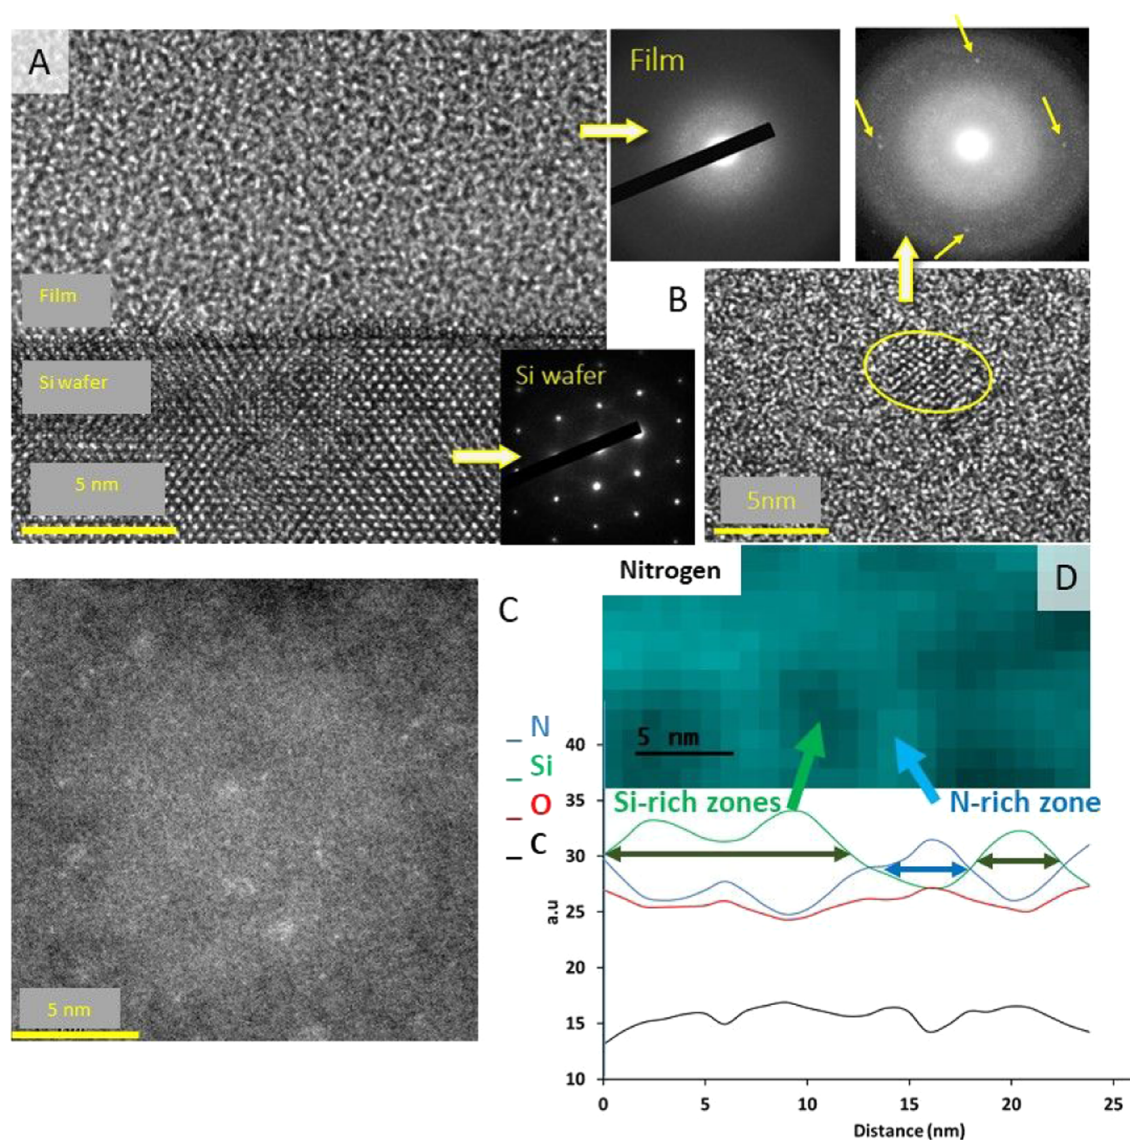 A
Film
Film
Si wafer
5 nm
Si wafer
B
5nm
C
Nitrogen
D
5 nm
_ N
_ Si
_ O
_ C
Si-rich zones
N-rich zone
40
35
30
25
20
15
10
a.u
0
5
10
15
20
25
Distance (nm)
5 nm